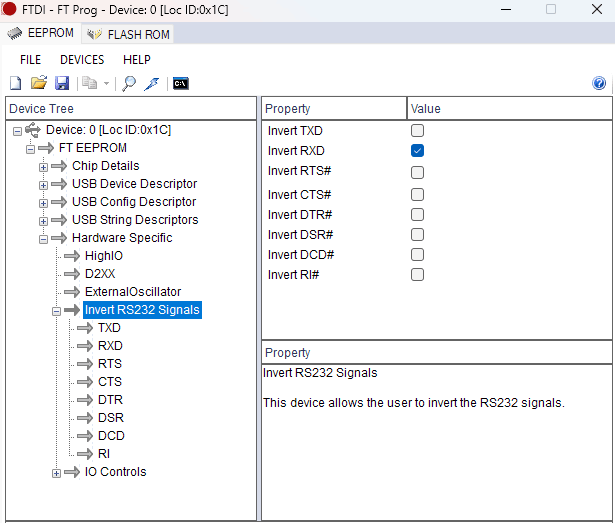 FTDI - FT Prog - Device: 0 [Loc ID:0x1C]
EEPROM
FLASH ROM
FILE DEVICES HELP
C:\
?
Device Tree
Device: 0 [Loc ID:0x1C]
FT EEPROM
Chip Details
USB Device Descriptor
USB Config Descriptor
USB String Descriptors
Hardware Specific
HighIO
D2XX
ExternalOscillator
Invert RS232 Signals
TXD
RXD
RTS
CTS
DTR
DSR
DCD
RI
IO Controls
Property Value
Invert TXD
Invert RXD
Invert RTS#
Invert CTS#
Invert DTR#
Invert DSR#
Invert DCD#
Invert RI#
Property
Invert RS232 Signals
This device allows the user to invert the RS232 signals.